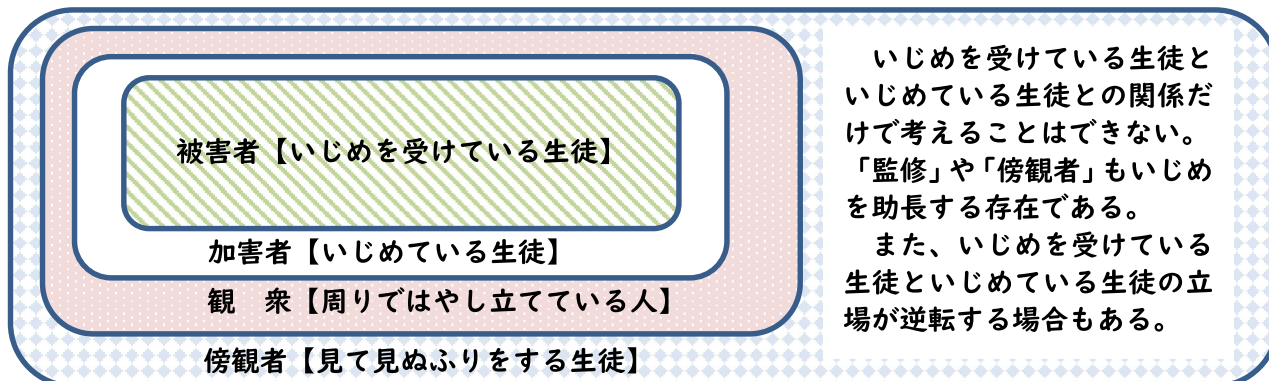 被害者【いじめを受けている生徒】
加害者【いじめている生徒】
観　衆【周りではやし立てている人】
傍観者【見て見ぬふりをする生徒】
　いじめを受けている生徒と
いじめている生徒との関係だ
けで考えることはできない。
「監修」や「傍観者」もいじめ
を助長する存在である。
　また、いじめを受けている
生徒といじめている生徒の立
場が逆転する場合もある。